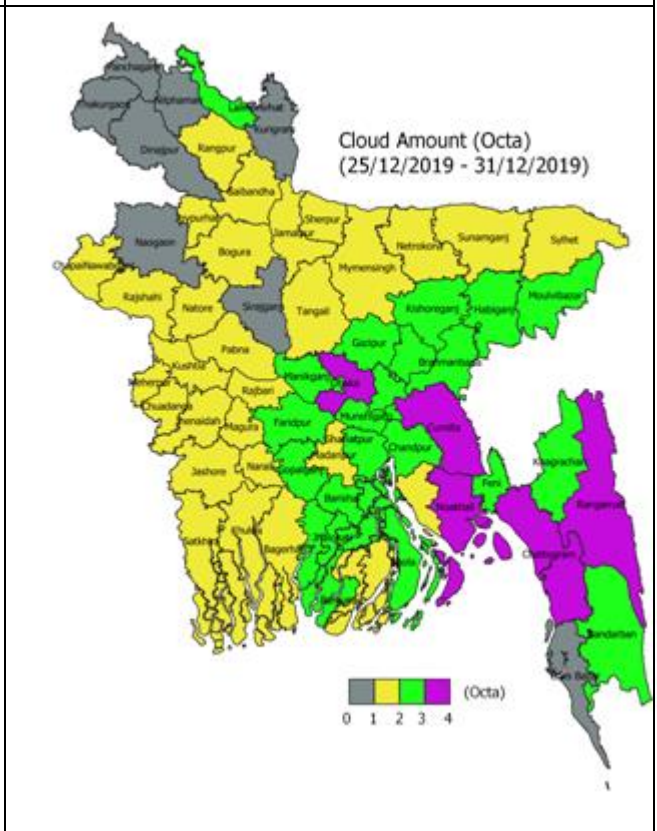 Panchagarh
Thakurgaon
Nilphamari
Lalmonirhat
Kurigram
Dinajpur
Rangpur
Cloud Amount (Octa)
(25/12/2019 - 31/12/2019)
Gaibandha
Joypurhat
Sherpur
Naogaon
Bogura
Jamalpur
Netrokona
Sunamganj
Sylhet
Mymensingh
ChapaiNawabganj
Rajshahi
Natore
Sirajganj
Tangail
Kishoreganj
Habiganj
Moulvibazar
Pabna
Gazipur
Kushtia
Brahmanbaria
Meherpur
Manikganj
Dhaka
Rajbari
Chuadanga
Jhenaidah
Magura
Faridpur
Munshiganj
Cumilla
Shariatpur
Madaripur
Chandpur
Khagrachari
Jashore
Narail
Gopalganj
Feni
Rangamati
Barishal
Noakhali
Satkhira
Khulna
Bagerhat
Pirojpur
Bhola
Chattogram
Bandarban
Cox's Bazar
(Octa)
0 1 2 3 4